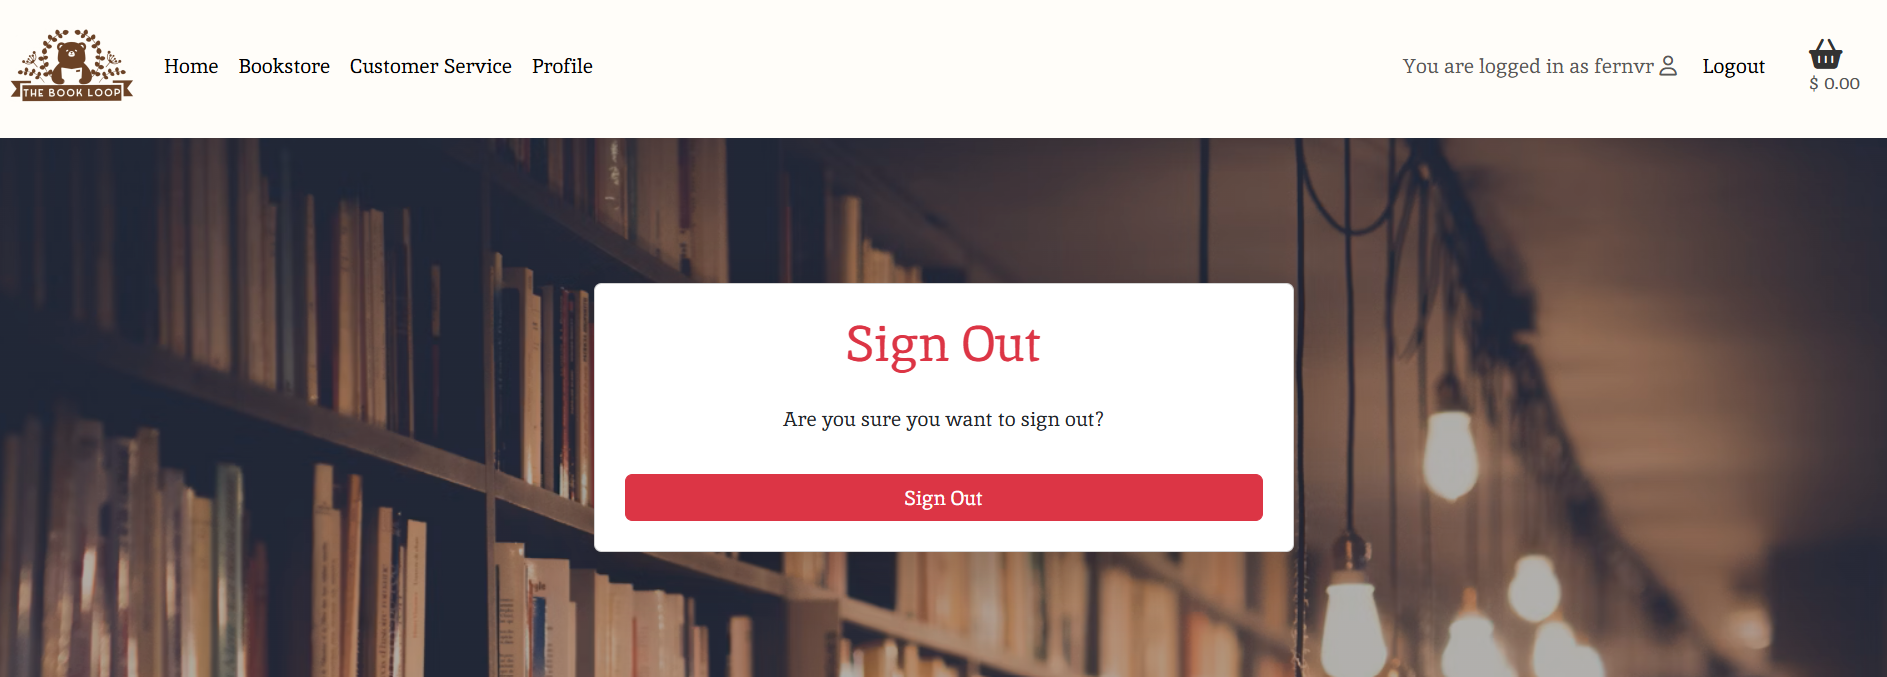 THE BOOK LOOP
Home Bookstore Customer Service Profile
You are logged in as fernvr Logout
$ 0.00
Sign Out
Are you sure you want to sign out?
Sign Out